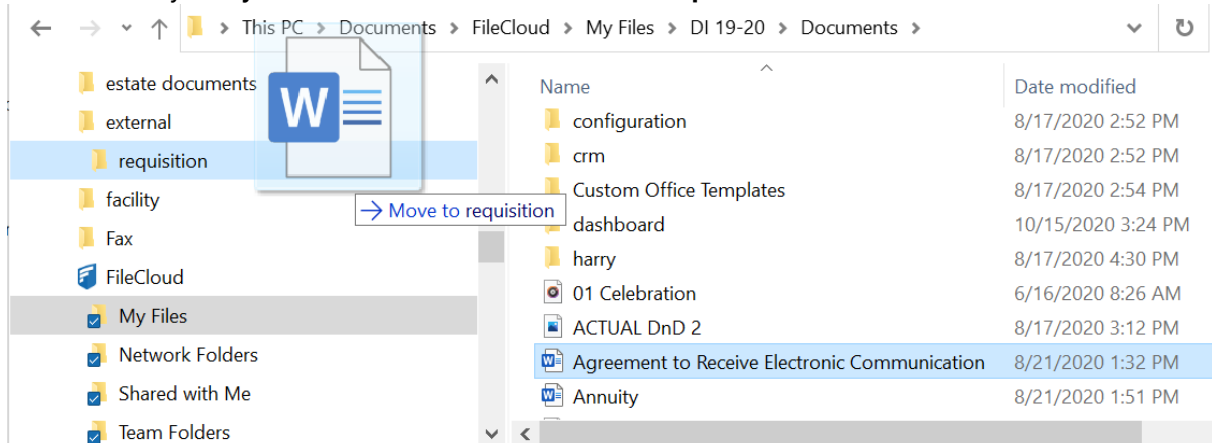 This PC > Documents > FileCloud > My Files > DI 19-20 > Documents >
estate documents
external
requisition
facility
Fax
FileCloud
My Files
Network Folders
Shared with Me
Team Folders
W
→ Move to requisition
Name Date modified
configuration 8/17/2020 2:52 PM
crm 8/17/2020 2:52 PM
Custom Office Templates 8/17/2020 2:54 PM
dashboard 10/15/2020 3:24 PM
harry 8/17/2020 4:30 PM
01 Celebration 6/16/2020 8:26 AM
ACTUAL DnD 2 8/17/2020 3:12 PM
Agreement to Receive Electronic Communication 8/21/2020 1:32 PM
Annuity 8/21/2020 1:51 PM